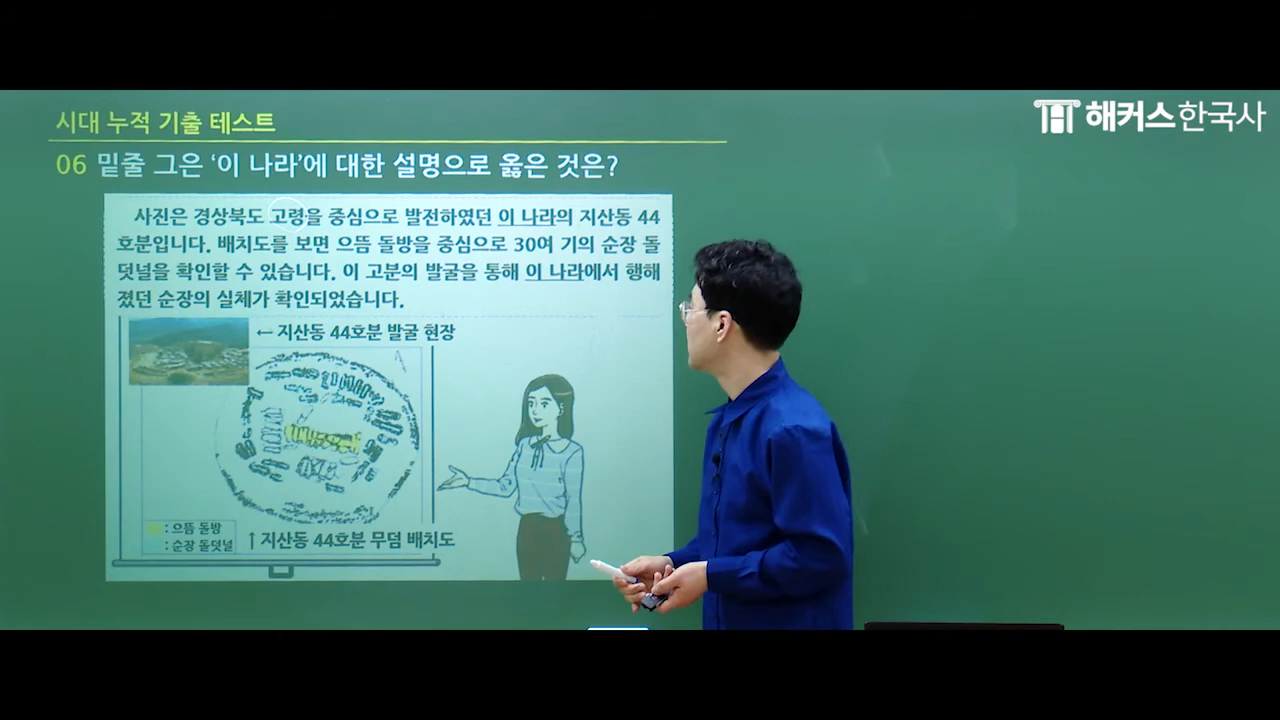 해커스한국사
시대 누적 기출 테스트
06 밑줄 그은 ‘이 나라’에 대한 설명으로 옳은 것은?
사진은 경상북도 고령을 중심으로 발전하였던 이 나라의 지산동 44
호분입니다. 배치도를 보면 으뜸 돌방을 중심으로 30여 기의 순장 돌
덧널을 확인할 수 있습니다. 이 고분의 발굴을 통해 이 나라에서 행해
졌던 순장의 실체가 확인되었습니다.
← 지산동 44호분 발굴 현장
: 으뜸 돌방
: 순장 돌덧널
↑ 지산동 44호분 무덤 배치도